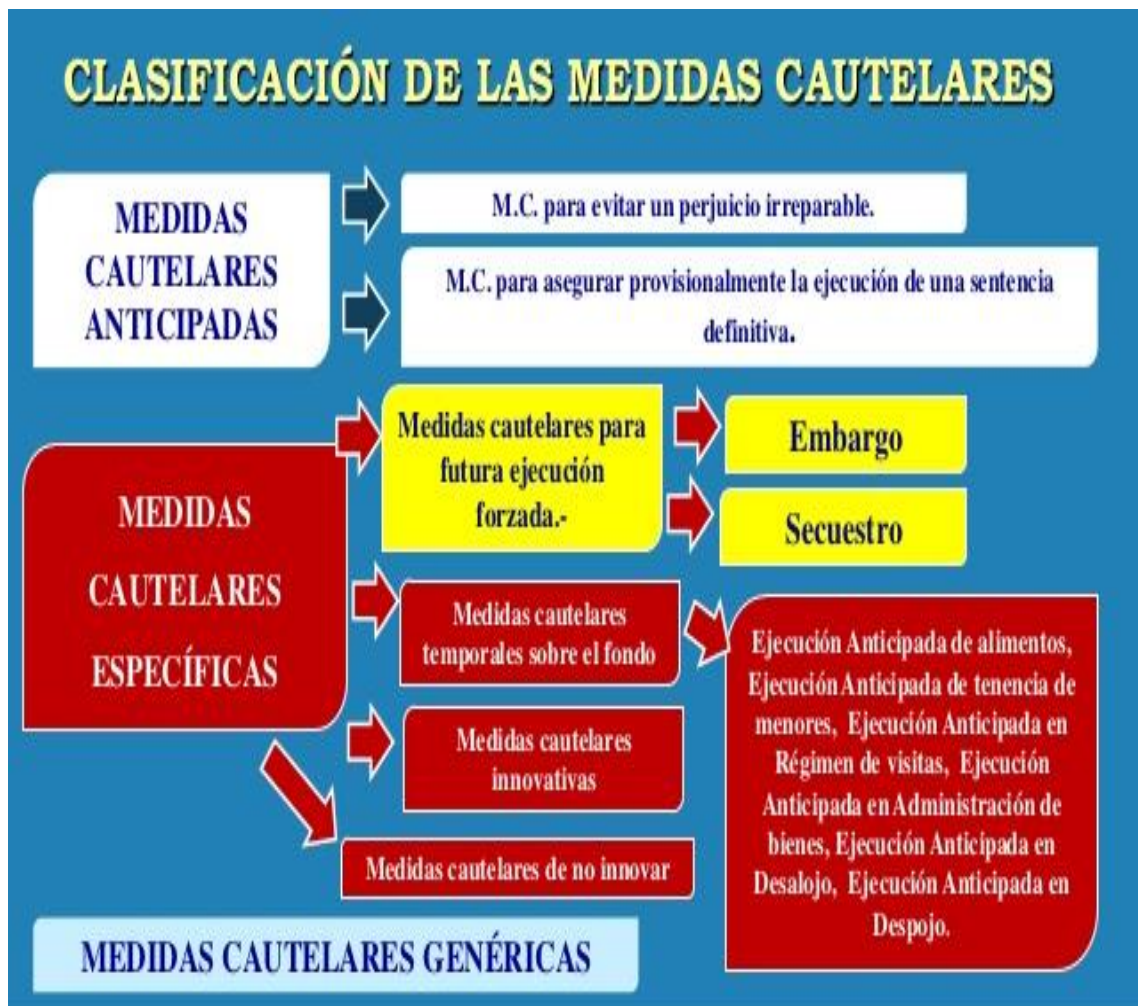 CLASIFICACIÓN DE LAS MEDIDAS CAUTELARES
MEDIDAS
CAUTELARES
ANTICIPADAS
M.C. para evitar un perjuicio irreparable.
M.C. para asegurar provisionalmente la ejecución de una sentencia
definitiva.
MEDIDAS
CAUTELARES
ESPECÍFICAS
Medidas cautelares para
futura ejecución
forzada.-
Embargo
Secuestro
Medidas cautelares
temporales sobre el fondo
Ejecución Anticipada de alimentos,
Ejecución Anticipada de tenencia de
menores, Ejecución Anticipada en
Régimen de visitas, Ejecución
Anticipada en Administración de
bienes, Ejecución Anticipada en
Desalojo, Ejecución Anticipada en
Despojo.
Medidas cautelares
innovativas
Medidas cautelares de no innovar
MEDIDAS CAUTELARES GENÉRICAS